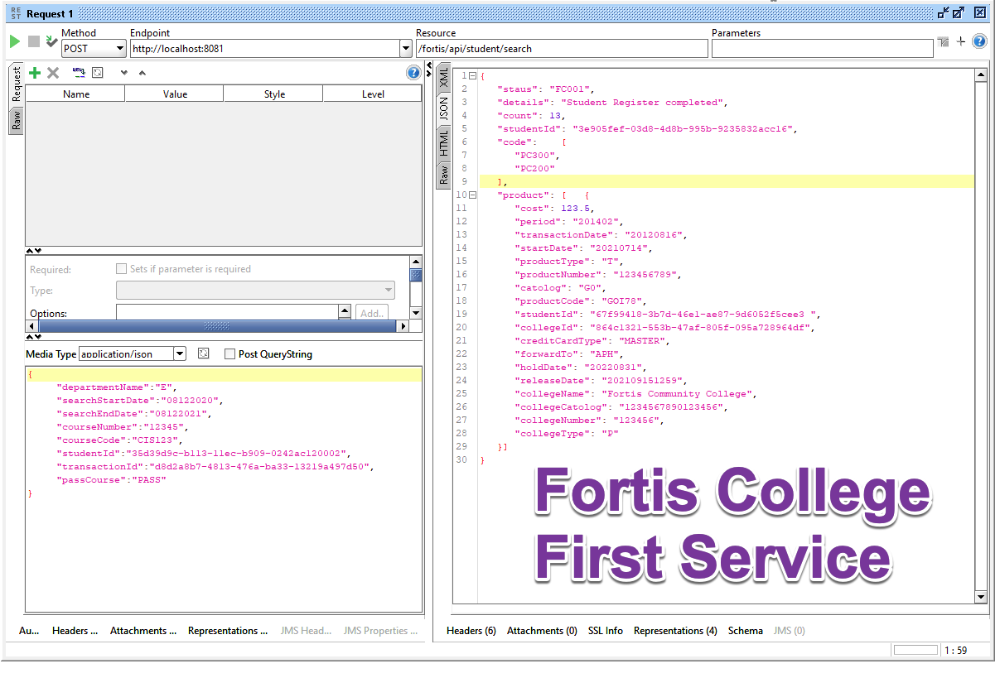 REST Request 1
Method Endpoint Resource Parameters
POST http://localhost:8081 /fortis/api/student/search
Request
Raw
Name Value Style Level
Required: Sets if parameter is required
Type:
Options: Add..
Media Type application/json Post QueryString
{
"departmentName":"E",
"searchStartDate":"08122020",
"searchEndDate":"08122021",
"courseNumber":"12345",
"courseCode":"CIS123",
"studentId":"35d39d9c-b113-11ec-b909-0242ac120002",
"transactionId":"d8d2a8b7-4813-476a-ba33-13219a497d50",
"passCourse":"PASS"
}
Au... Headers ... Attachments ... Representations ... JMS Head... JMS Properties ...
XML
JSON
HTML
Raw
1 {
2 "staus": "FC001",
3 "details": "Student Register completed",
4 "count": 13,
5 "studentId": "3e905fef-03d8-4d8b-995b-9235832acc16",
6 "code": [
7 "PC300",
8 "PC200"
9 ],
10 "product": [ {
11 "cost": 123.5,
12 "period": "201402",
13 "transactionDate": "20120816",
14 "startDate": "20210714",
15 "productType": "T",
16 "productNumber": "123456789",
17 "catolog": "G0",
18 "productCode": "GOI78",
19 "studentId": "67f99418-3b7d-46e1-ae87-9d6052f5cee3 ",
20 "collegeId": "864c1321-553b-47af-805f-095a728964df",
21 "creditCardType": "MASTER",
22 "forwardTo": "APH",
23 "holdDate": "20220831",
24 "releaseDate": "202109151259",
25 "collegeName": "Fortis Community College",
26 "collegeCatolog": "1234567890123456",
27 "collegeNumber": "123456",
28 "collegeType": "P"
29 }]
30 }
Fortis College
First Service
Headers (6) Attachments (0) SSL Info Representations (4) Schema JMS (0)
1 : 59